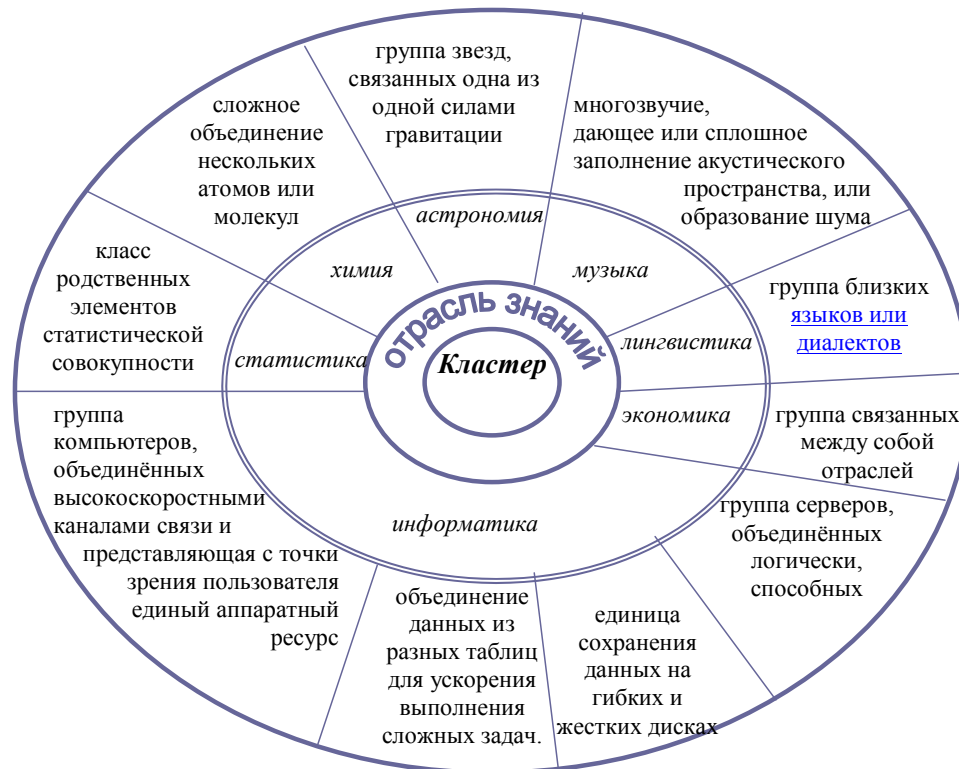 группа звезд,
связанных одна из
одной силами
гравитации
многозвучие,
дающее или сплошное
заполнение акустического
пространства, или
образование шума
сложное
объединение
нескольких
атомов или
молекул
класс
родственных
элементов
статистической
совокупности
астрономия
химия
музыка
статистика
лингвистика
экономика
информатика
отрасль знаний
Кластер
группа близких
языков или
диалектов
группа связанных
между собой
отраслей
группа серверов,
объединённых
логически,
способных
группа
компьютеров,
объединённых
высокоскоростными
каналами связи и
представляющая с точки
зрения пользователя
единый аппаратный
ресурс
объединение
данных из
разных таблиц
для ускорения
выполнения
сложных задач.
единица
сохранения
данных на
гибких и
жестких дисках